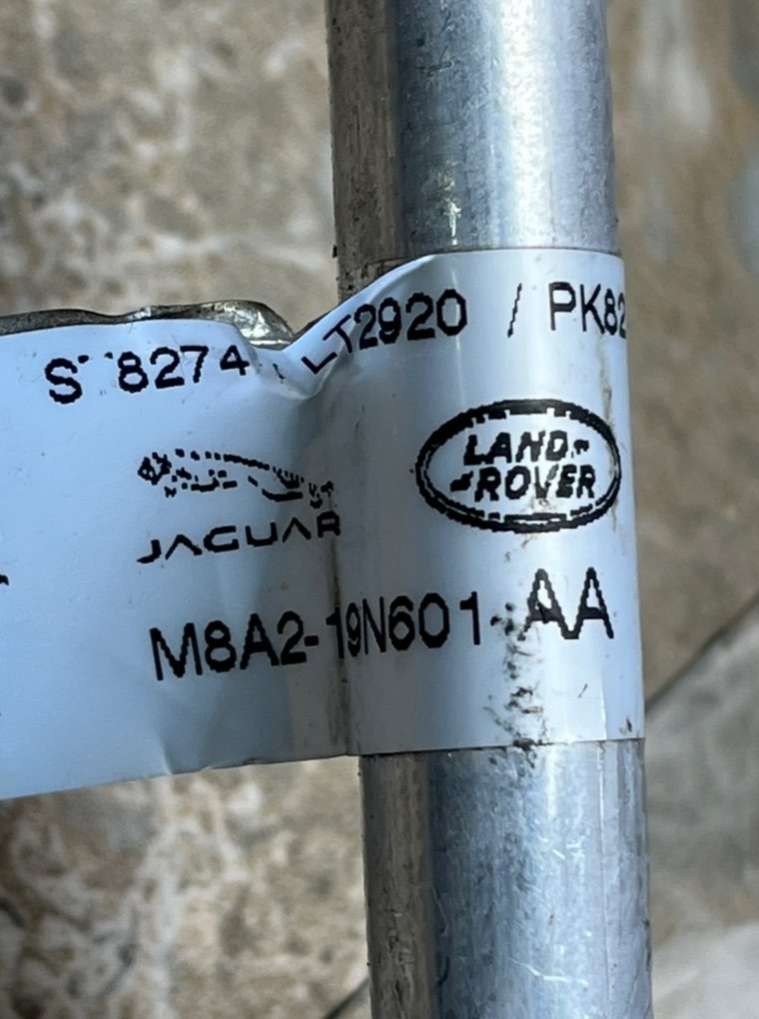 8274 LT2920 / PK82
LAND-
-ROVER
JAGUAR
M8A2-19N601-AA